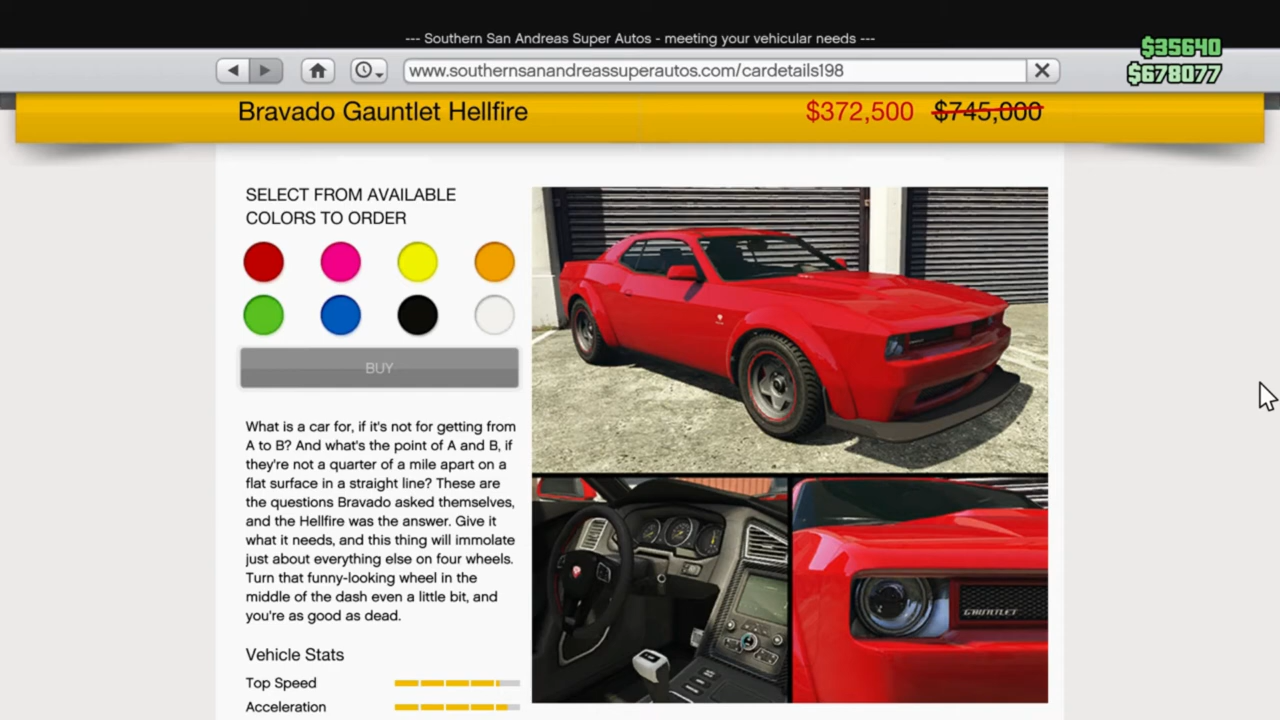 --- Southern San Andreas Super Autos - meeting your vehicular needs ---
$35640
www.southernsanandreassuperautos.com/cardetails198
$678077
Bravado Gauntlet Hellfire
$372,500 $745,000
SELECT FROM AVAILABLE
COLORS TO ORDER
BUY
What is a car for, if it's not for getting from
A to B? And what's the point of A and B, if
they're not a quarter of a mile apart on a
flat surface in a straight line? These are
the questions Bravado asked themselves,
and the Hellfire was the answer. Give it
what it needs, and this thing will immolate
just about everything else on four wheels.
Turn that funny-looking wheel in the
middle of the dash even a little bit, and
you're as good as dead.
GAUNTLET
Vehicle Stats
Top Speed
Acceleration